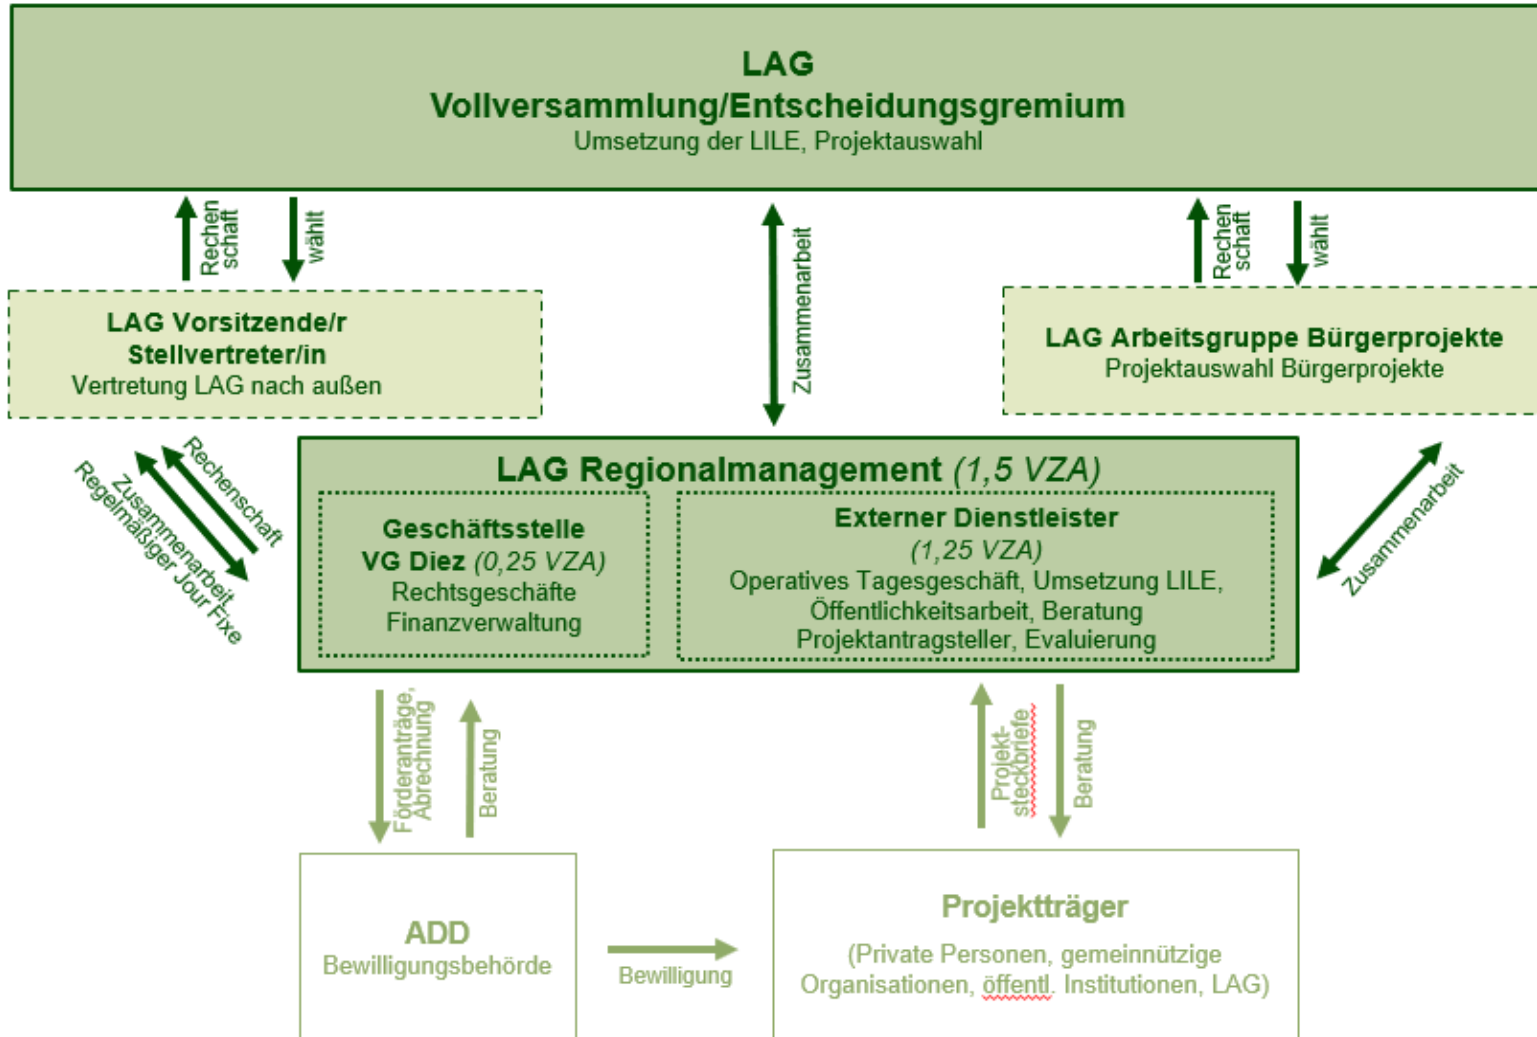 LAG
Vollversammlung/Entscheidungsgremium
Umsetzung der LILE, Projektauswahl
Rechen
schaft
wählt
Zusammenarbeit
Rechen
schaft
wählt
LAG Vorsitzende/r
Stellvertreter/in
Vertretung LAG nach außen
LAG Arbeitsgruppe Bürgerprojekte
Projektauswahl Bürgerprojekte
Rechenschaft
Zusammenarbeit
Regelmäßiger Jour Fixe
LAG Regionalmanagement (1,5 VZA)
Geschäftsstelle
VG Diez (0,25 VZA)
Rechtsgeschäfte
Finanzverwaltung
Externer Dienstleister
(1,25 VZA)
Operatives Tagesgeschäft, Umsetzung LILE,
Öffentlichkeitsarbeit, Beratung
Projektantragsteller, Evaluierung
Zusammenarbeit
Förderanträge,
Abrechnung
Beratung
Projekt-
steckbriefe
Beratung
ADD
Bewilligungsbehörde
Bewilligung
Projektträger
(Private Personen, gemeinnützige
Organisationen, öffentl. Institutionen, LAG)